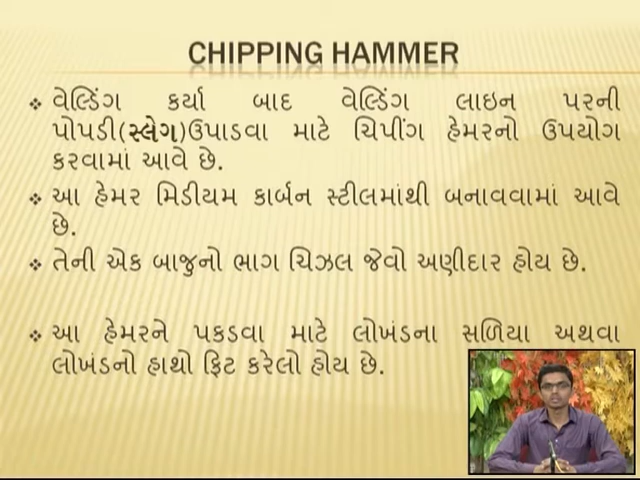 CHIPPING HAMMER
❖ વેલ્ડિંગ કર્યા બાદ વેલ્ડિંગ લાઇન પરની
પોપડી(સ્લેગ)ઉપાડવા માટે ચિપીંગ હેમરનો ઉપયોગ
કરવામાં આવે છે.
❖ આ હેમર મિડીયમ કાર્બન સ્ટીલમાંથી બનાવવામાં આવે
છે.
❖ તેની એક બાજુનો ભાગ ચિઝલ જેવો અણીદાર હોય છે.
❖ આ હેમરને પકડવા માટે લોખંડના સળિયા અથવા
લોખંડનો હાથો ફિટ કરેલો હોય છે.